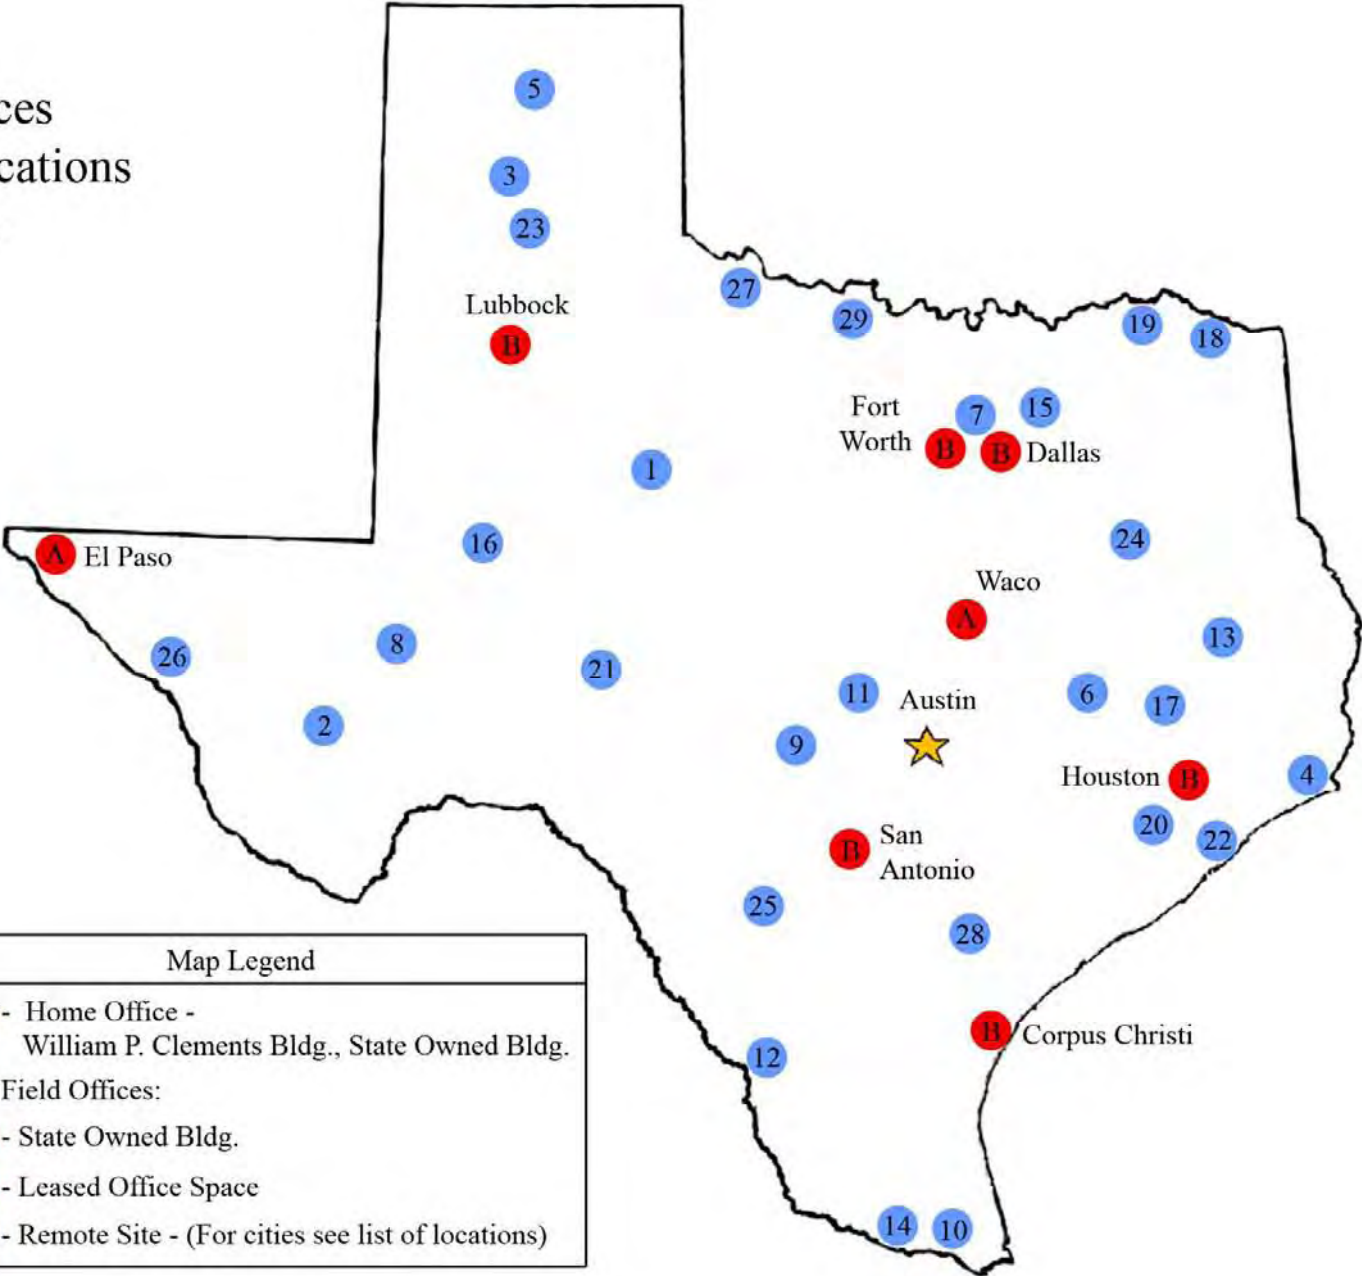 ces
cations
5
3
23
Lubbock
B
27
29
19
18
Fort
Worth
B
7
15
B
Dallas
1
16
A
El Paso
24
Waco
A
26
8
21
13
2
11
Austin
6
17
9
Houston
B
4
20
22
B
San
Antonio
25
28
B
Corpus Christi
12
14
10
Map Legend
- Home Office -
William P. Clements Bldg., State Owned Bldg.
Field Offices:
- State Owned Bldg.
- Leased Office Space
- Remote Site - (For cities see list of locations)